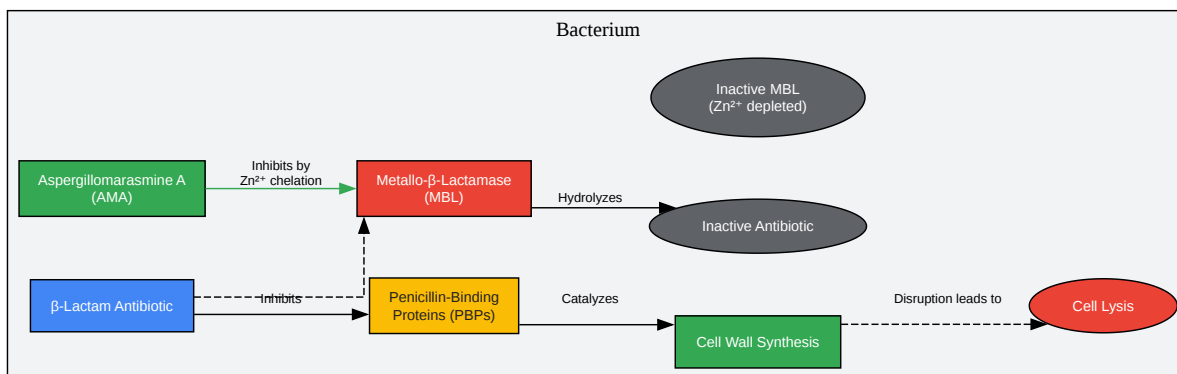 Bacterium
Inactive MBL
(Zn²⁺ depleted)
Aspergillomarasmine A
(AMA)
Inhibits by
Zn²⁺ chelation
Metallo-β-Lactamase
(MBL)
Hydrolyzes
Inactive Antibiotic
β-Lactam Antibiotic
Inhibits
Penicillin-Binding
Proteins (PBPs)
Catalyzes
Cell Wall Synthesis
Disruption leads to
Cell Lysis